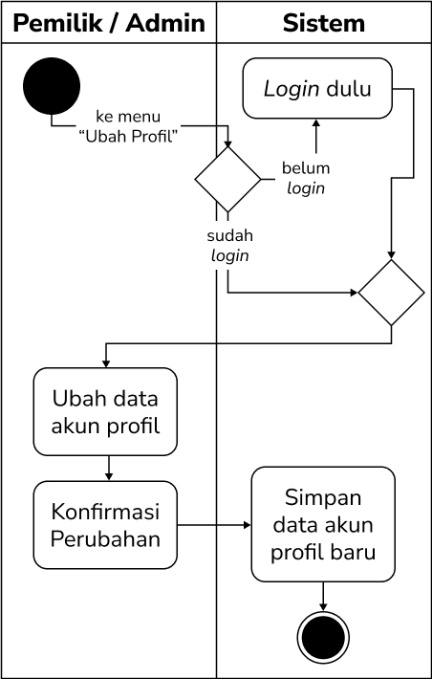 Pemilik / Admin
Sistem
ke menu
“Ubah Profil”
Login dulu
belum
login
sudah
login
Ubah data
akun profil
Konfirmasi
Perubahan
Simpan
data akun
profil baru